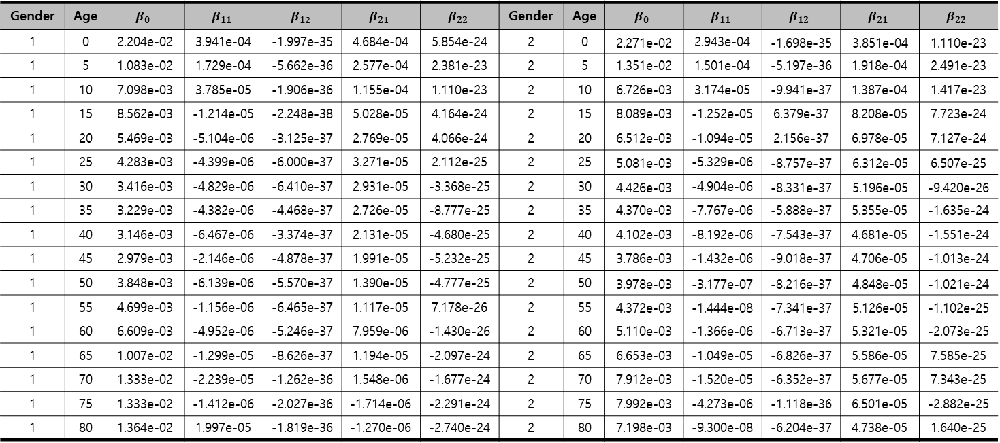 Gender Age β₀ β₁₁ β₁₂ β₂₁ β₂₂ Gender Age β₀ β₁₁ β₁₂ β₂₁ β₂₂
1 0 2.204e-02 3.941e-04 -1.997e-35 4.684e-04 5.854e-24 2 0 2.271e-02 2.943e-04 -1.698e-35 3.851e-04 1.110e-23
1 5 1.083e-02 1.729e-04 -5.662e-36 2.577e-04 2.381e-23 2 5 1.351e-02 1.501e-04 -5.197e-36 1.918e-04 2.491e-23
1 10 7.098e-03 3.785e-05 -1.906e-36 1.155e-04 1.110e-23 2 10 6.726e-03 3.174e-05 -9.941e-37 1.387e-04 1.417e-23
1 15 8.562e-03 -1.214e-05 -2.248e-38 5.028e-05 4.164e-24 2 15 8.089e-03 -1.252e-05 6.379e-37 8.208e-05 7.723e-24
1 20 5.469e-03 -5.104e-06 -3.125e-37 2.769e-05 4.066e-24 2 20 6.512e-03 -1.094e-05 2.156e-37 6.978e-05 7.127e-24
1 25 4.283e-03 -4.399e-06 -6.000e-37 3.271e-05 2.112e-25 2 25 5.081e-03 -5.329e-06 -8.757e-37 6.312e-05 6.507e-25
1 30 3.416e-03 -4.829e-06 -6.410e-37 2.931e-05 -3.368e-25 2 30 4.426e-03 -4.904e-06 -8.331e-37 5.196e-05 -9.420e-26
1 35 3.229e-03 -4.382e-06 -4.468e-37 2.726e-05 -8.777e-25 2 35 4.370e-03 -7.767e-06 -5.888e-37 5.355e-05 -1.635e-24
1 40 3.146e-03 -6.467e-06 -3.374e-37 2.131e-05 -4.680e-25 2 40 4.102e-03 -8.192e-06 -7.543e-37 4.681e-05 -1.551e-24
1 45 2.979e-03 -2.146e-06 -4.878e-37 1.991e-05 -5.232e-25 2 45 3.786e-03 -1.432e-06 -9.018e-37 4.706e-05 -1.013e-24
1 50 3.848e-03 -6.139e-06 -5.570e-37 1.390e-05 -4.777e-25 2 50 3.978e-03 -3.177e-07 -8.216e-37 4.848e-05 -1.021e-24
1 55 4.699e-03 -1.156e-06 -6.465e-37 1.117e-05 7.178e-26 2 55 4.372e-03 -1.444e-08 -7.341e-37 5.126e-05 -1.102e-25
1 60 6.609e-03 -4.952e-06 -5.246e-37 7.959e-06 -1.430e-26 2 60 5.110e-03 -1.366e-06 -6.713e-37 5.321e-05 -2.073e-25
1 65 1.007e-02 -1.299e-05 -8.626e-37 1.194e-05 -2.097e-24 2 65 6.653e-03 -1.049e-05 -6.826e-37 5.586e-05 7.585e-25
1 70 1.333e-02 -2.239e-05 -1.262e-36 1.548e-06 -1.677e-24 2 70 7.912e-03 -1.520e-05 -6.352e-37 5.677e-05 7.343e-25
1 75 1.333e-02 -1.412e-06 -2.027e-36 -1.714e-06 -2.291e-24 2 75 7.992e-03 -4.273e-06 -1.118e-36 6.501e-05 -2.882e-25
1 80 1.364e-02 1.997e-05 -1.819e-36 -1.270e-06 -2.740e-24 2 80 7.198e-03 -9.300e-08 -6.204e-37 4.738e-05 1.640e-25